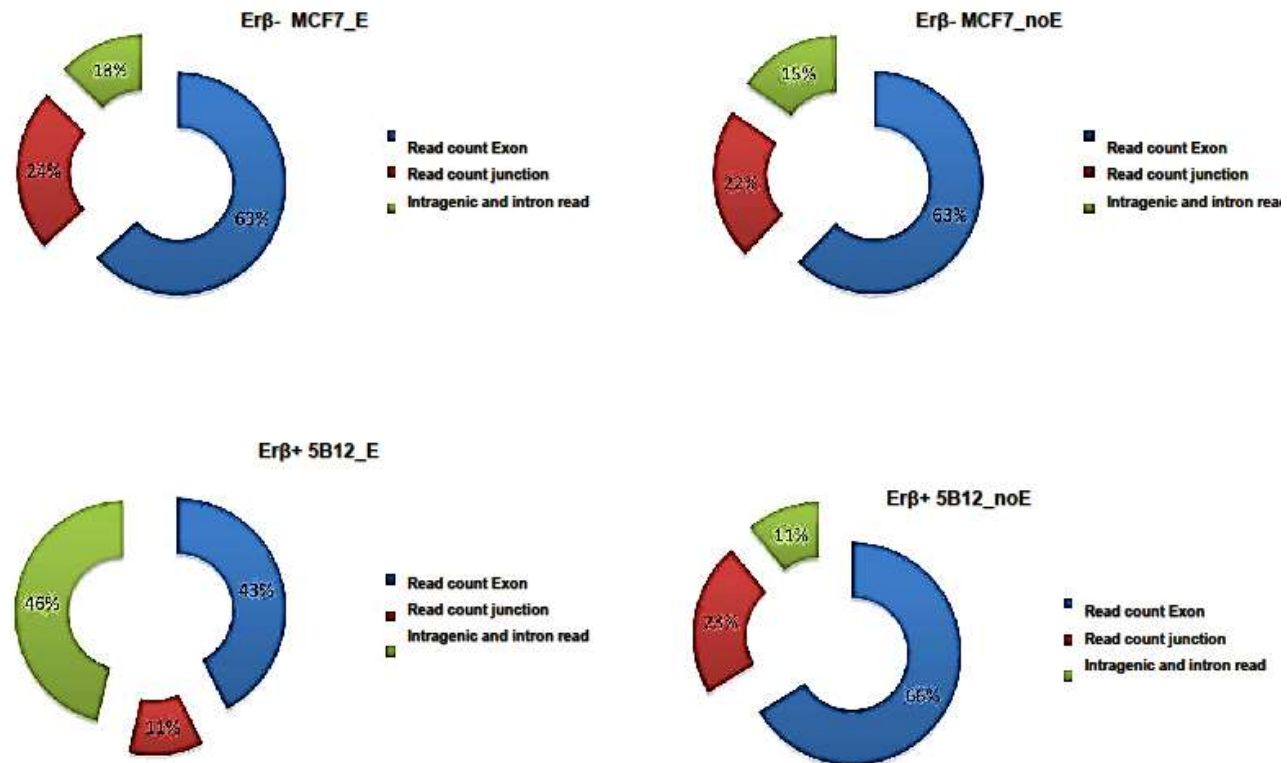 Erβ- MCF7_E
13%
24%
63%
Read count Exon
Read count junction
Intragenic and intron read
Erβ- MCF7_noE
15%
22%
63%
Read count Exon
Read count junction
Intragenic and intron read
Erβ+ 5B12_E
46%
43%
11%
Read count Exon
Read count junction
Intragenic and intron read
Erβ+ 5B12_noE
11%
23%
66%
Read count Exon
Read count junction
Intragenic and intron read